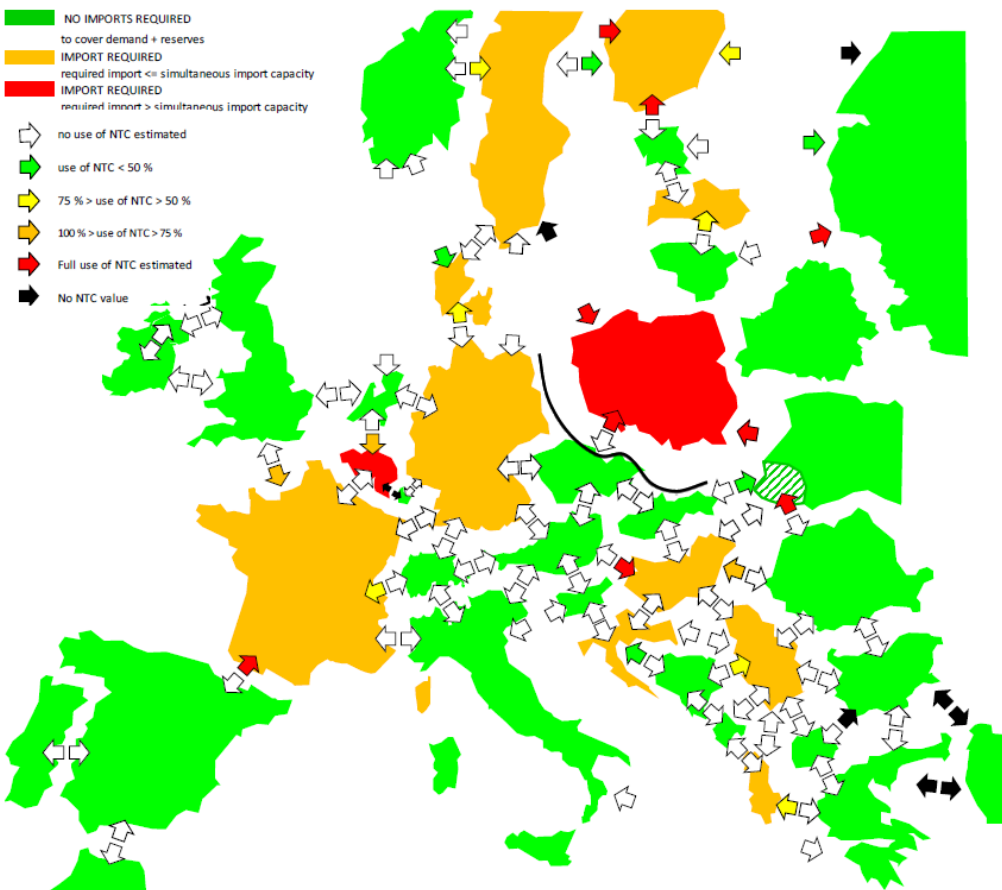 NO IMPORTS REQUIRED
to cover demand + reserves
IMPORT REQUIRED
required import <= simultaneous import capacity
IMPORT REQUIRED
required import > simultaneous import capacity
no use of NTC estimated
use of NTC < 50 %
75 % > use of NTC > 50 %
100 % > use of NTC > 75 %
Full use of NTC estimated
No NTC value